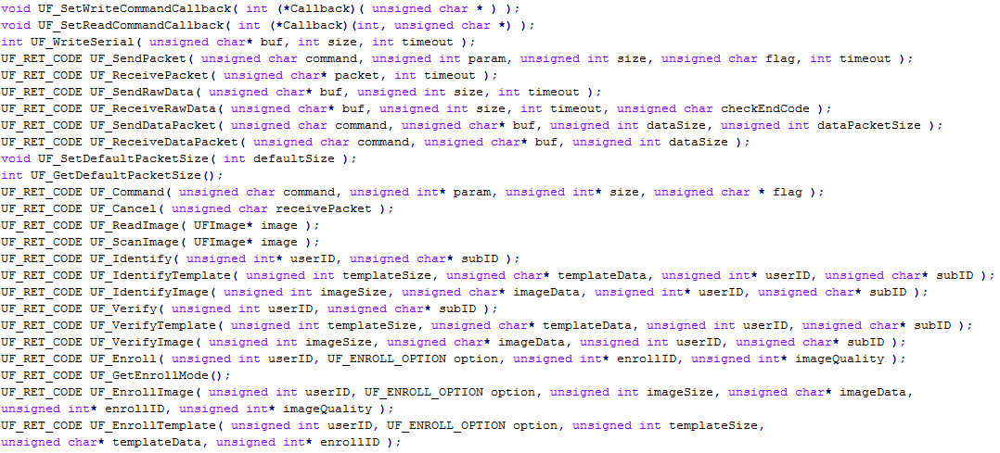 void UF_SetWriteCommandCallback( int (*Callback)( unsigned char * ) );
void UF_SetReadCommandCallback( int (*Callback)(int, unsigned char *) );
int UF_WriteSerial( unsigned char* buf, int size, int timeout );
UF_RET_CODE UF_SendPacket( unsigned char command, unsigned int param, unsigned int size, unsigned char flag, int timeout );
UF_RET_CODE UF_ReceivePacket( unsigned char* packet, int timeout );
UF_RET_CODE UF_SendRawData( unsigned char* buf, unsigned int size, int timeout );
UF_RET_CODE UF_ReceiveRawData( unsigned char* buf, unsigned int size, int timeout, unsigned char checkEndCode );
UF_RET_CODE UF_SendDataPacket( unsigned char command, unsigned char* buf, unsigned int dataSize, unsigned int dataPacketSize );
UF_RET_CODE UF_ReceiveDataPacket( unsigned char command, unsigned char* buf, unsigned int dataSize );
void UF_SetDefaultPacketSize( int defaultSize );
int UF_GetDefaultPacketSize();
UF_RET_CODE UF_Command( unsigned char command, unsigned int* param, unsigned int* size, unsigned char * flag );
UF_RET_CODE UF_Cancel( unsigned char receivePacket );
UF_RET_CODE UF_ReadImage( UFImage* image );
UF_RET_CODE UF_ScanImage( UFImage* image );
UF_RET_CODE UF_Identify( unsigned int* userID, unsigned char* subID );
UF_RET_CODE UF_IdentifyTemplate( unsigned int templateSize, unsigned char* templateData, unsigned int* userID, unsigned char* subID );
UF_RET_CODE UF_IdentifyImage( unsigned int imageSize, unsigned char* imageData, unsigned int* userID, unsigned char* subID );
UF_RET_CODE UF_Verify( unsigned int userID, unsigned char* subID );
UF_RET_CODE UF_VerifyTemplate( unsigned int templateSize, unsigned char* templateData, unsigned int userID, unsigned char* subID );
UF_RET_CODE UF_VerifyImage( unsigned int imageSize, unsigned char* imageData, unsigned int userID, unsigned char* subID );
UF_RET_CODE UF_Enroll( unsigned int userID, UF_ENROLL_OPTION option, unsigned int* enrollID, unsigned int* imageQuality );
UF_RET_CODE UF_GetEnrollMode();
UF_RET_CODE UF_EnrollImage( unsigned int userID, UF_ENROLL_OPTION option, unsigned int imageSize, unsigned char* imageData,
unsigned int* enrollID, unsigned int* imageQuality );
UF_RET_CODE UF_EnrollTemplate( unsigned int userID, UF_ENROLL_OPTION option, unsigned int templateSize,
unsigned char* templateData, unsigned int* enrollID );